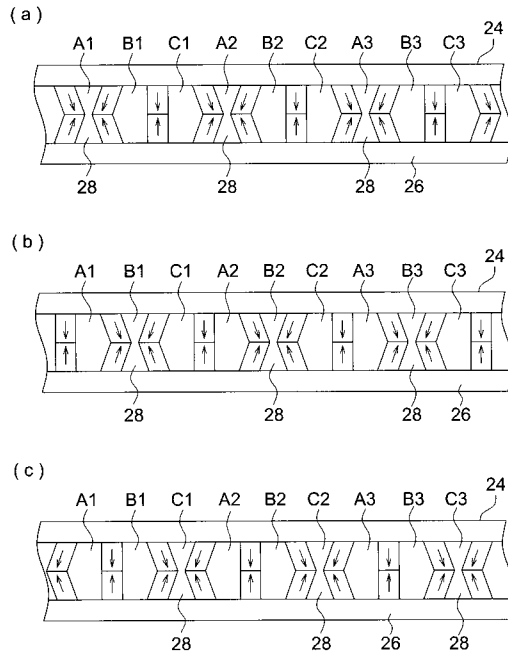 (a)
24
A1 B1 C1 A2 B2 C2 A3 B3 C3
28 28 28 26
(b)
24
A1 B1 C1 A2 B2 C2 A3 B3 C3
28 28 28 26
(c)
24
A1 B1 C1 A2 B2 C2 A3 B3 C3
28 28 26 28